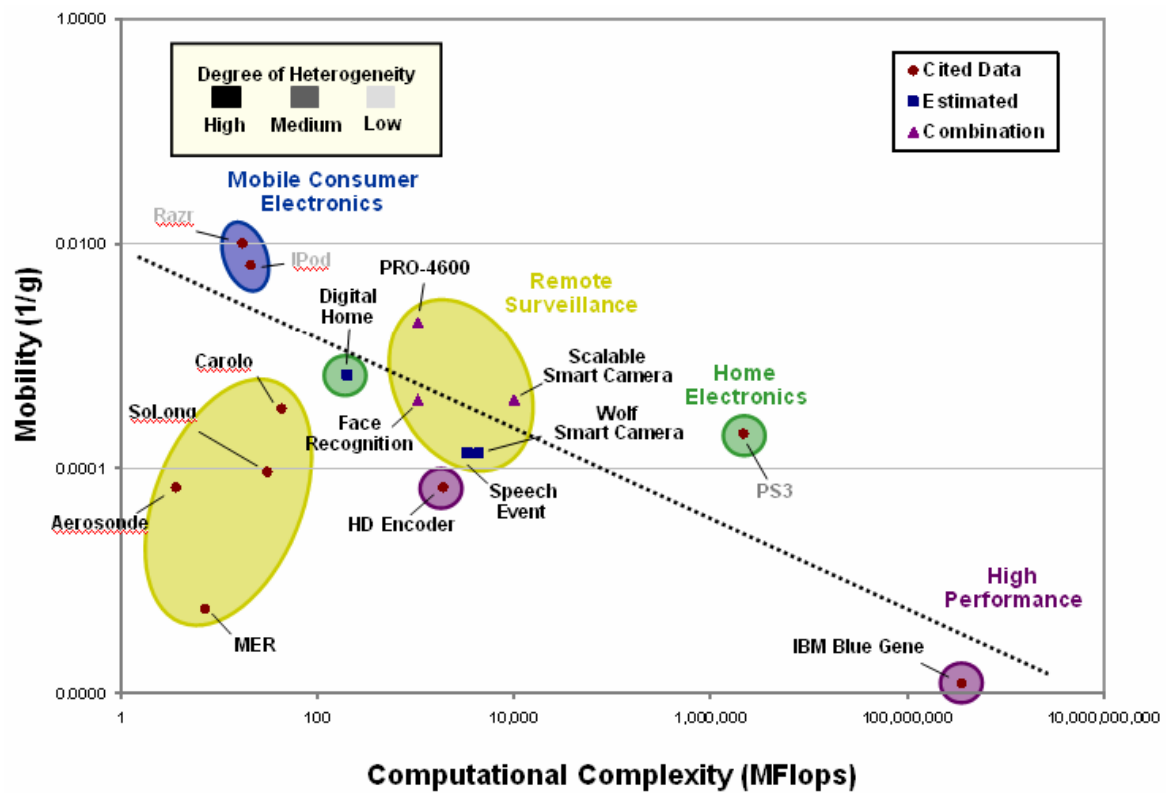 1.0000
Degree of Heterogeneity
High Medium Low
Cited Data
Estimated
Combination
Mobile Consumer
Electronics
Razr
0.0100
IPod
PRO-4600
Remote
Surveillance
Digital
Home
Carolo
Scalable
Smart Camera
Home
Electronics
SoLong
Face
Recognition
Wolf
Smart Camera
0.0001
PS3
Aerosonde
HD Encoder
Speech
Event
High
Performance
MER
IBM Blue Gene
0.0000
1 100 10,000 1,000,000 100,000,000 10,000,000,000
Mobility (1/g)
Computational Complexity (MFlops)